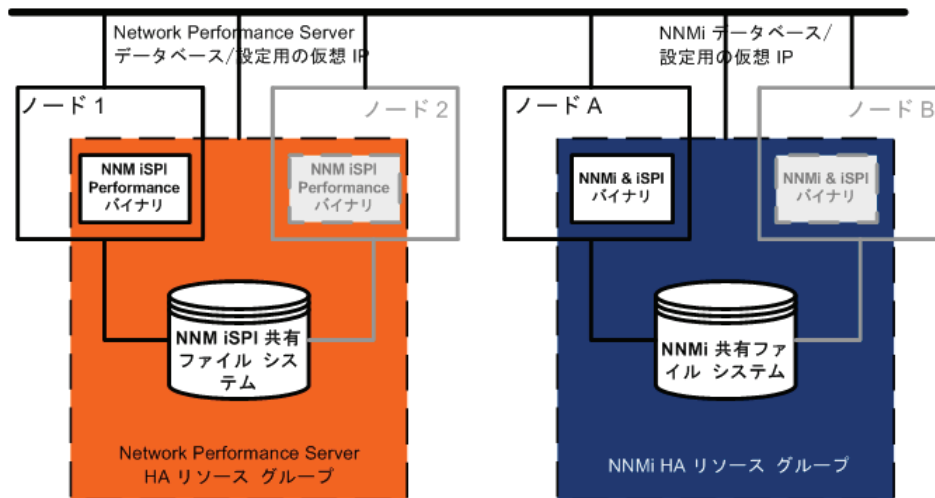 Network Performance Server
データベース/設定用の仮想 IP
NNMi データベース/
設定用の仮想 IP
ノード 1
ノード 2
ノード A
ノード B
NNM iSPI
Performance
バイナリ
NNM iSPI
Performance
バイナリ
NNMi & iSPI
バイナリ
NNMi & iSPI
バイナリ
NNM iSPI 共有
ファイル シス
テム
NNMi 共有ファ
イル システム
Network Performance Server
HA リソース グループ
NNMi HA リソース グループ